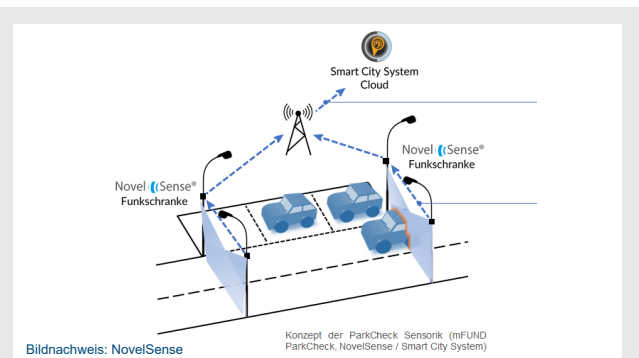 Smart City System
Cloud
Novel Sense®
Funkschranke
Novel Sense®
Funkschranke
Konzept der ParkCheck Sensorik (mFUND
ParkCheck, NovelSense / Smart City System)
Bildnachweis: NovelSense